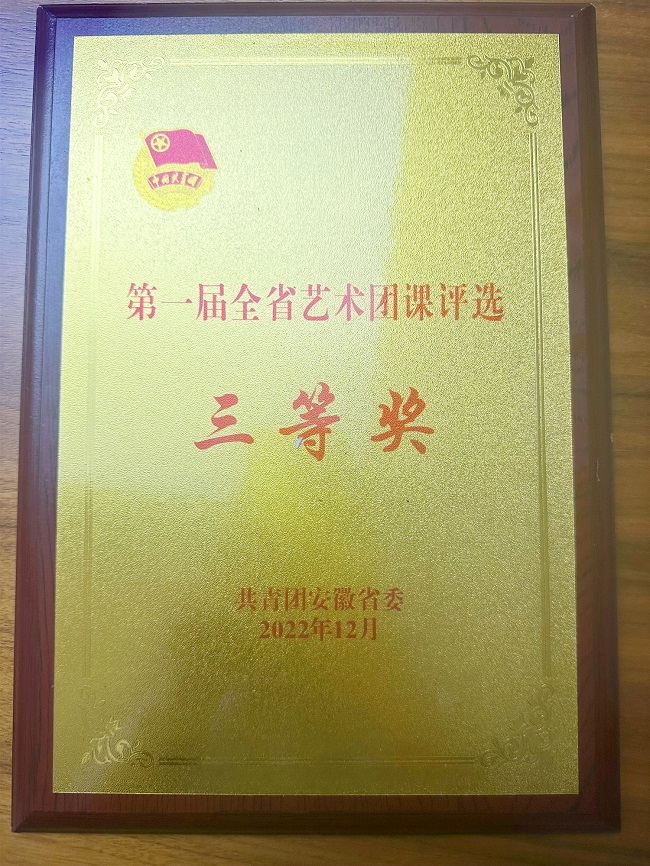 第一届全省艺术团课评选
三等奖
共青团安徽省委
2022年12月